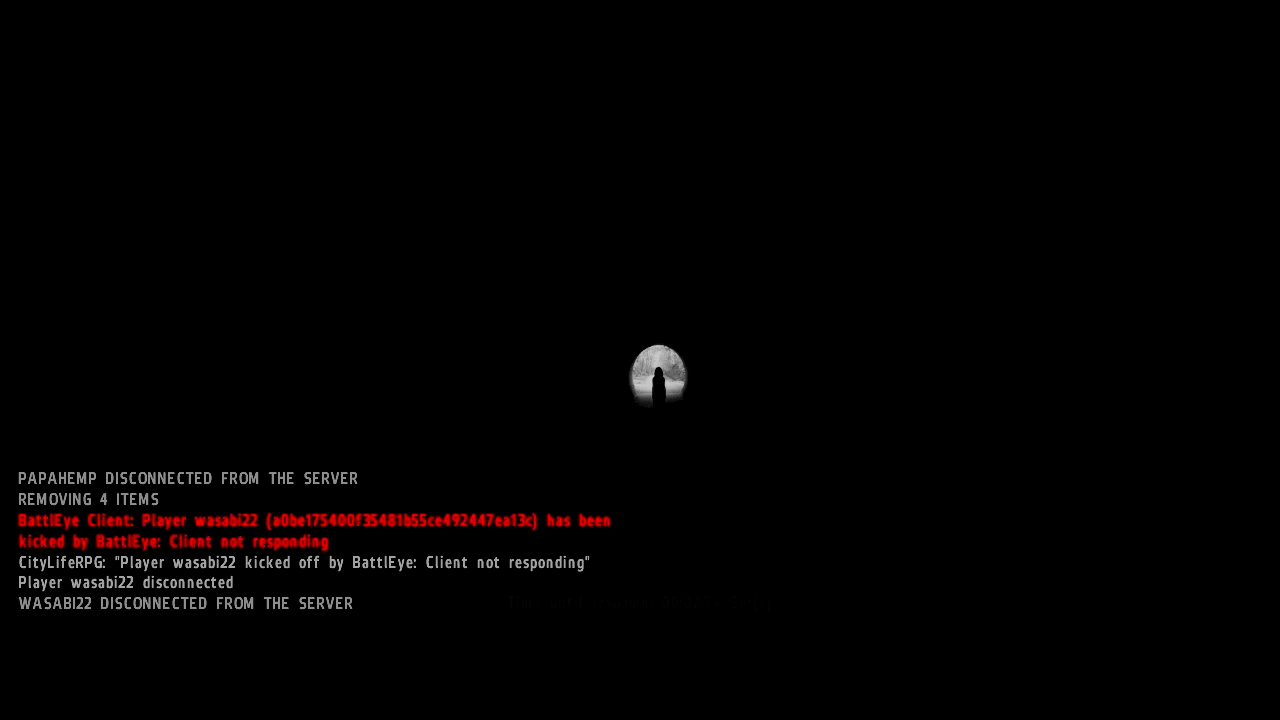 PAPAHEMP DISCONNECTED FROM THE SERVER
REMOVING 4 ITEMS
BattlEye Client: Player wasabi22 (a0be175400f35481b55ce492447ea13c) has been
kicked by BattlEye: Client not responding
CityLifeRPG: "Player wasabi22 kicked off by BattlEye: Client not responding"
Player wasabi22 disconnected
WASABI22 DISCONNECTED FROM THE SERVER